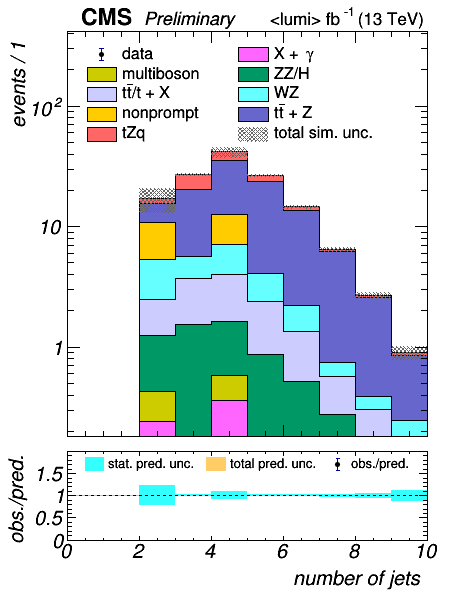 CMS Preliminary <lumi> fb⁻¹ (13 TeV)
events / 1
data
X + γ
multiboson
ZZ/H
tt̄/t + X
WZ
nonprompt
tt̄ + Z
tZq
total sim. unc.
10²
10
1
obs./pred.
stat. pred. unc.
total pred. unc.
obs./pred.
1.5
1
0.5
0
0 2 4 6 8 10
number of jets